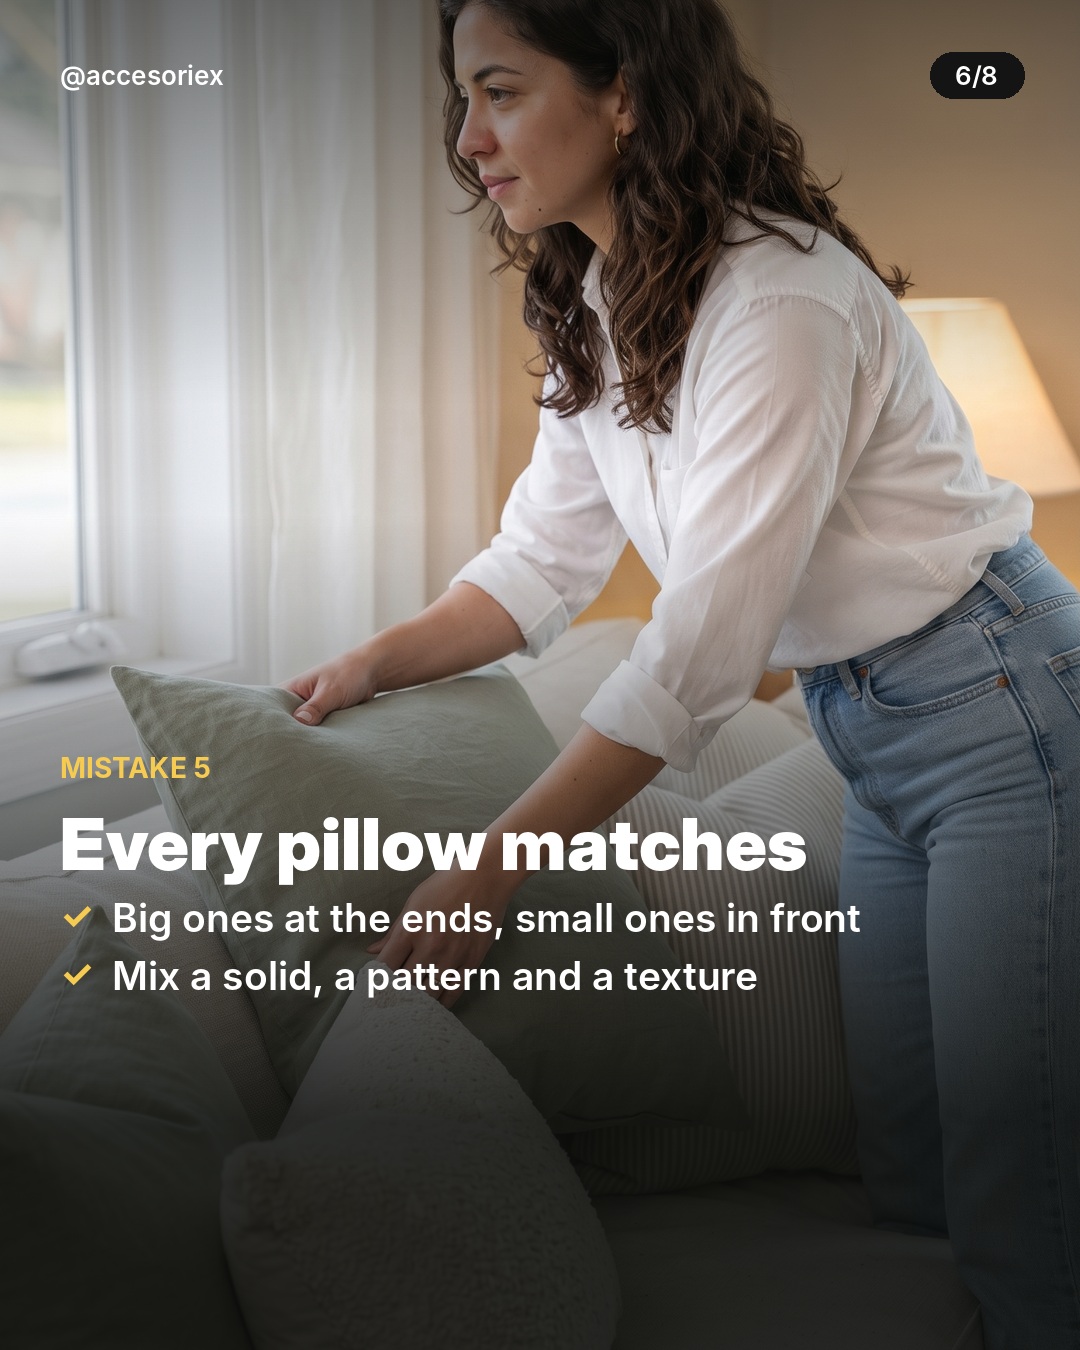 @accesoriex
6/8
MISTAKE 5
Every pillow matches
Big ones at the ends, small ones in front
Mix a solid, a pattern and a texture